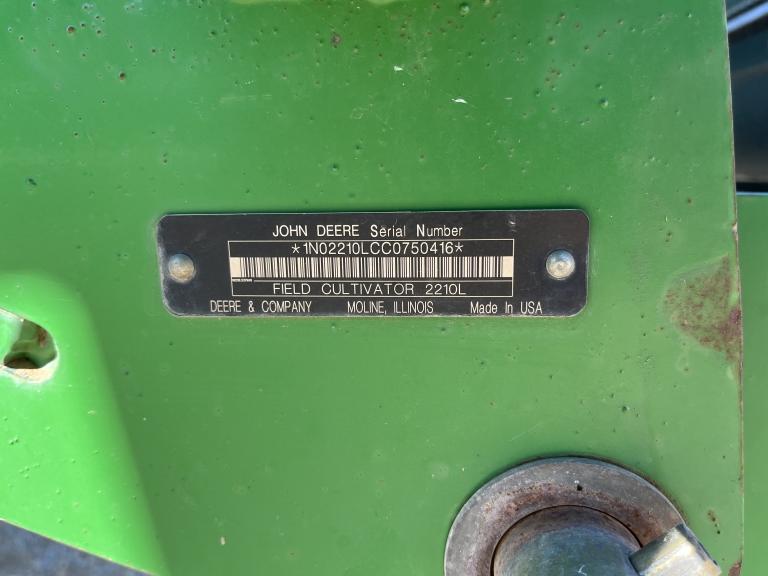 JOHN DEERE Serial Number
*1N02210LCC0750416*
FIELD CULTIVATOR 2210L
DEERE & COMPANY MOLINE, ILLINOIS Made In USA